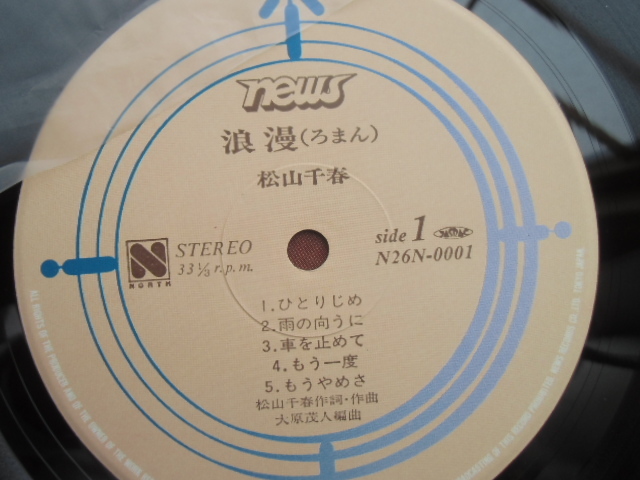 news
浪漫(ろまん)
松山千春
NORTH
STEREO
33⅓ r.p.m.
side 1
N26N-0001
1.ひとりじめ
2.雨の向うに
3.車を止めて
4.もう一度
5.もうやめさ
松山千春作詞・作曲
大原茂人編曲